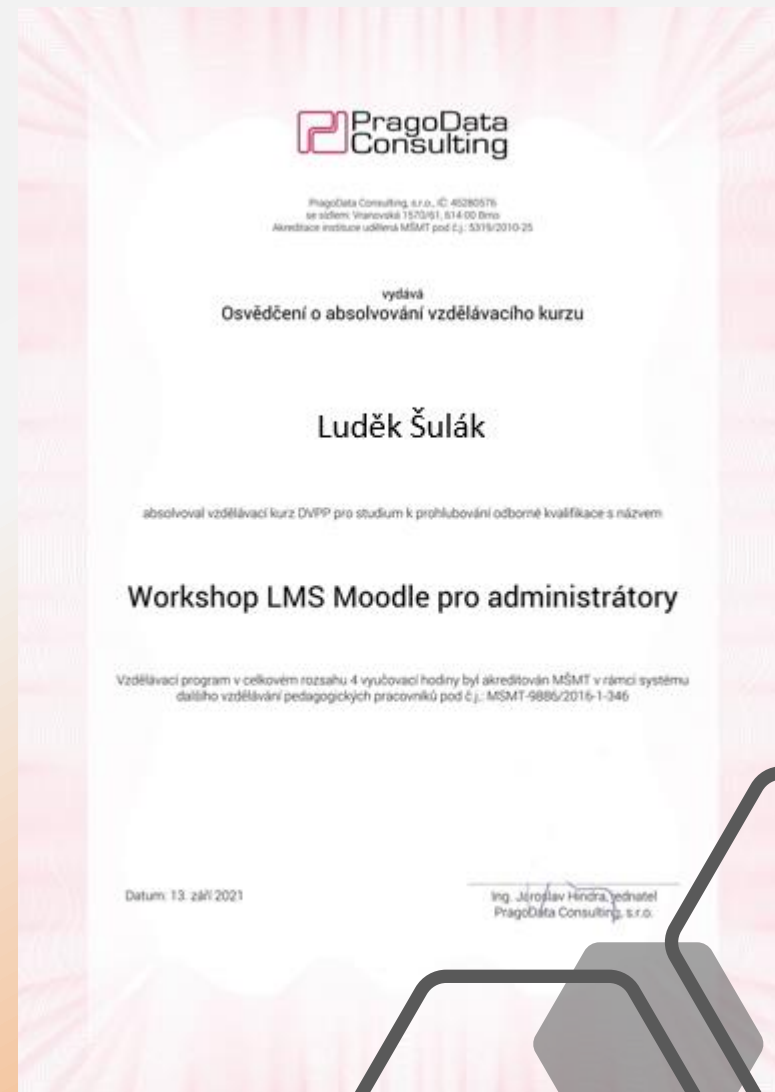 PragoData
Consulting
PragoData Consulting, s.r.o., IČ: 46280576
se sídlem: Vranovská 1570/61, 614 00 Brno
Akreditace instituce udělená MŠMT pod č.j.: 5319/2010-25
vydává
Osvědčení o absolvování vzdělávacího kurzu
Luděk Šulák
absolvoval vzdělávací kurz DVPP pro studium k prohlubování odborné kvalifikace s názvem
Workshop LMS Moodle pro administrátory
Vzdělávací program v celkovém rozsahu 4 vyučovací hodiny byl akreditován MŠMT v rámci systému
dalšího vzdělávání pedagogických pracovníků pod č.j.: MSMT-9886/2016-1-346
Datum: 13. září 2021
Ing. Jaroslav Hindra, jednatel
PragoData Consulting, s.r.o.